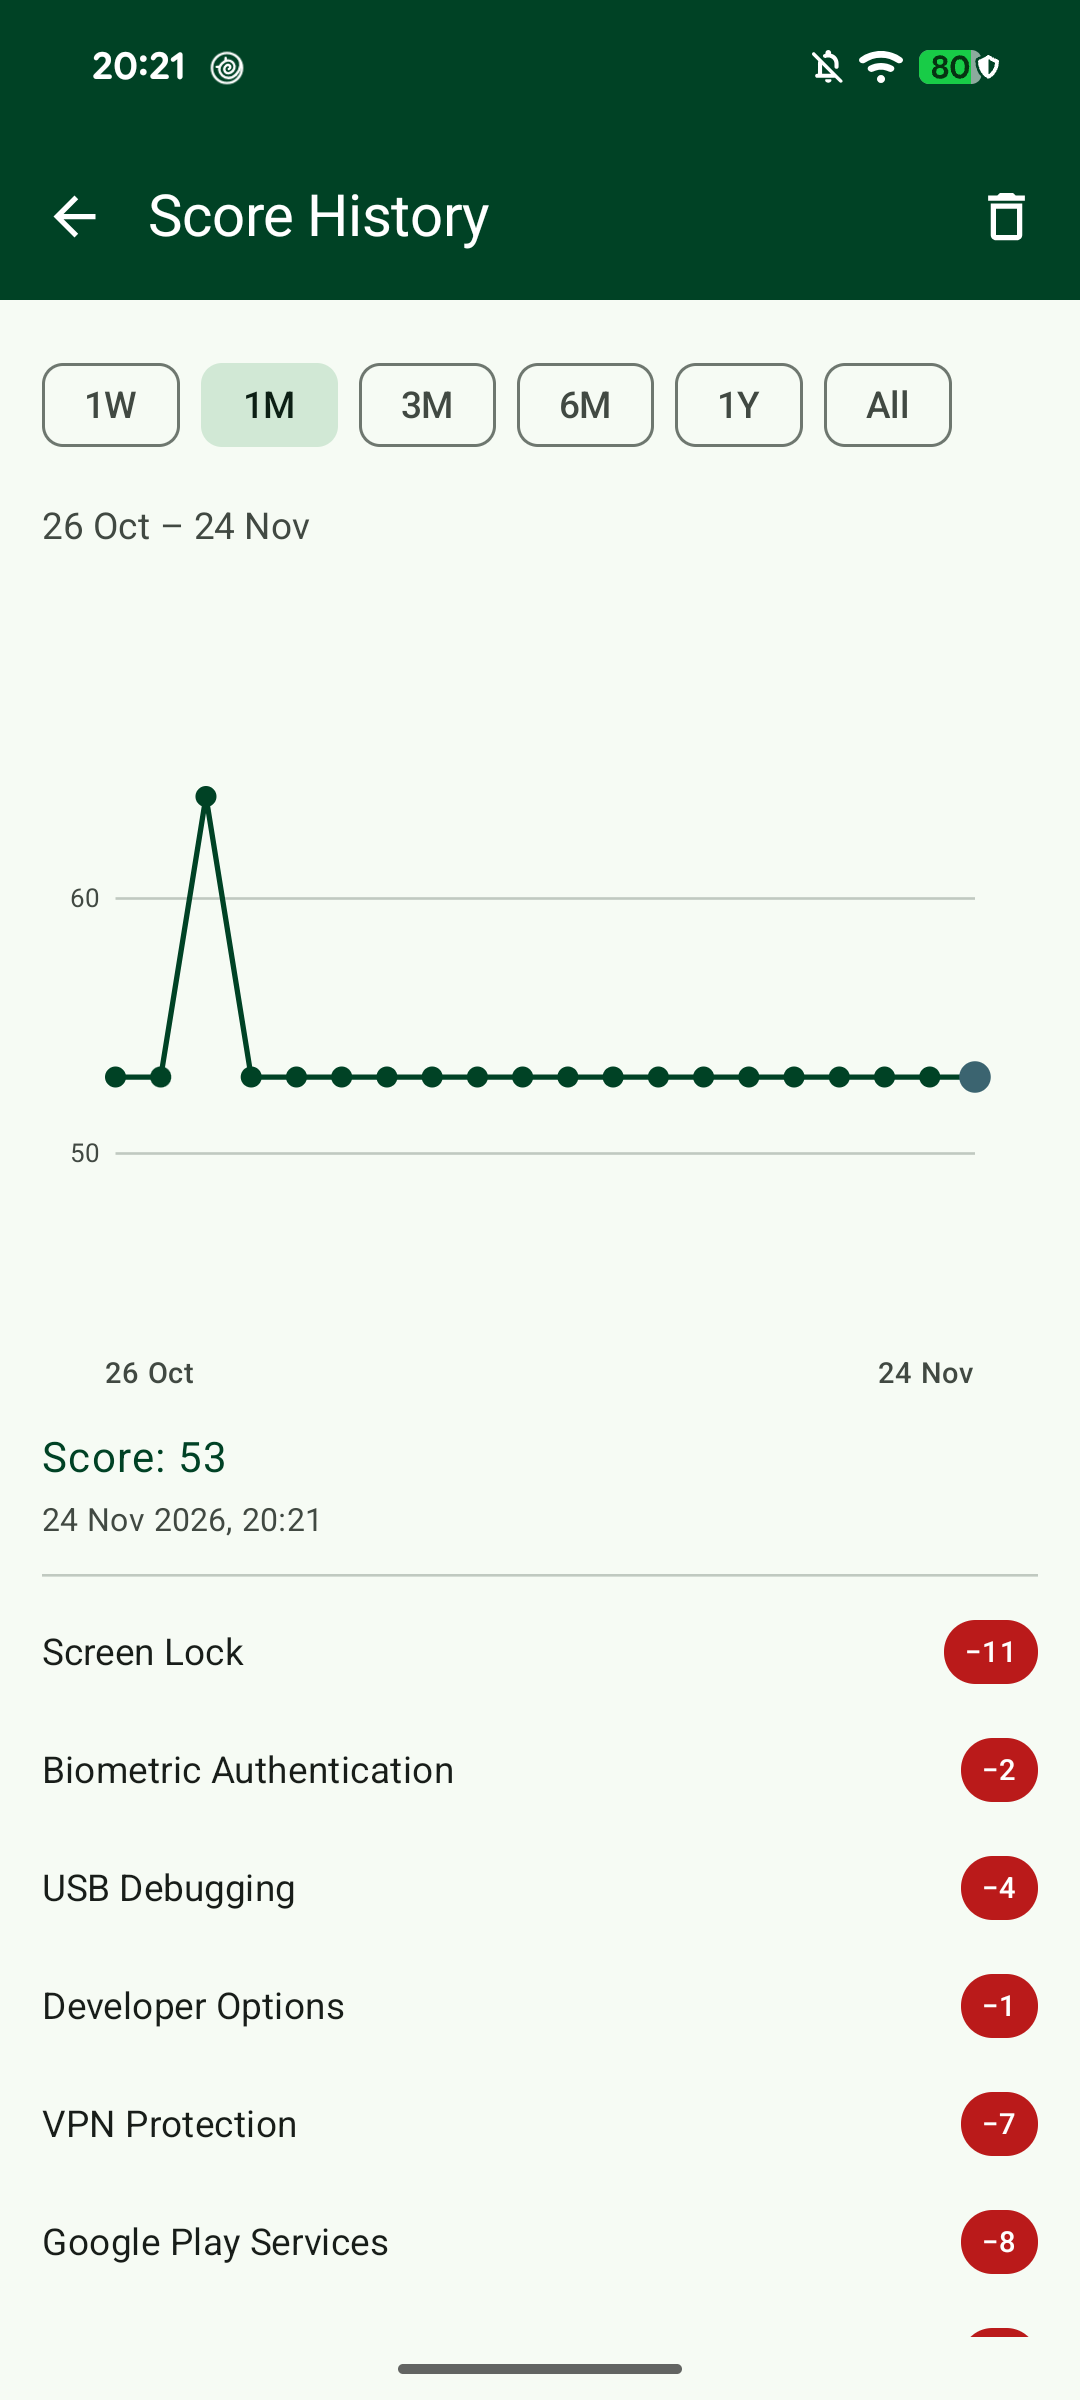 20:21
80
Score History
1W 1M 3M 6M 1Y All
26 Oct – 24 Nov
60
50
26 Oct 24 Nov
Score: 53
24 Nov 2026, 20:21
Screen Lock −11
Biometric Authentication −2
USB Debugging −4
Developer Options −1
VPN Protection −7
Google Play Services −8